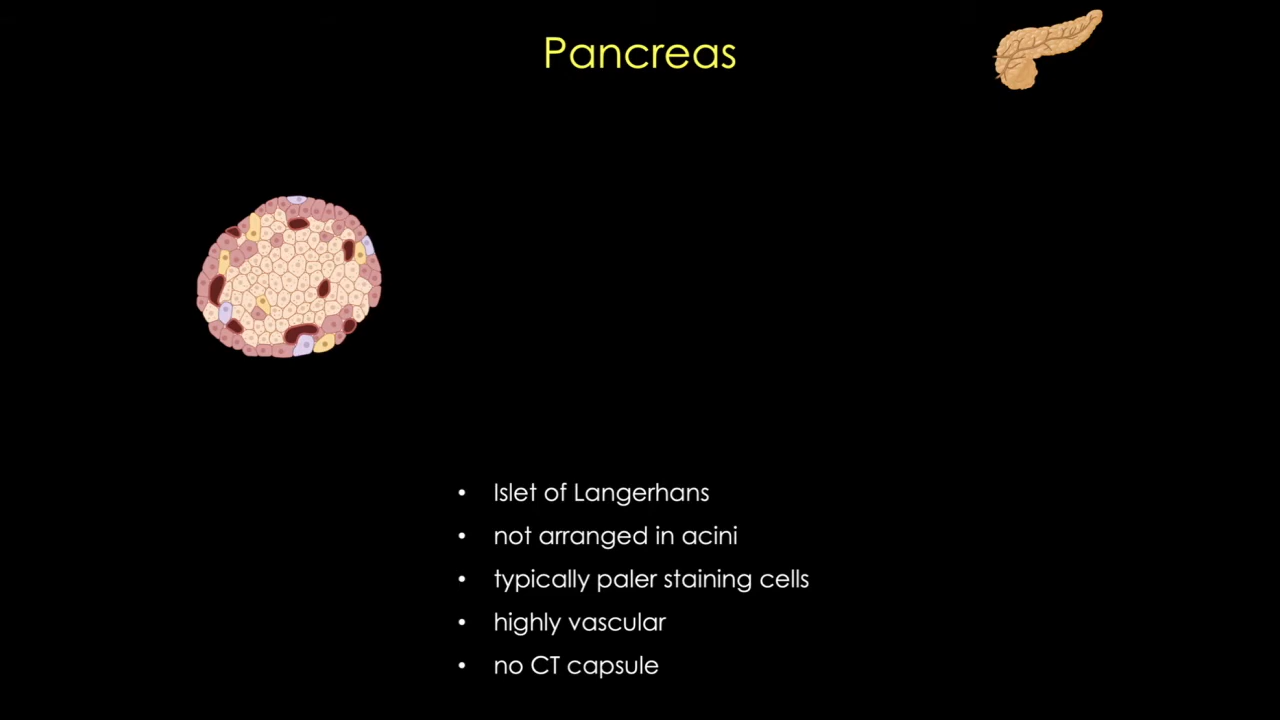 Pancreas
• Islet of Langerhans
• not arranged in acini
• typically paler staining cells
• highly vascular
• no CT capsule